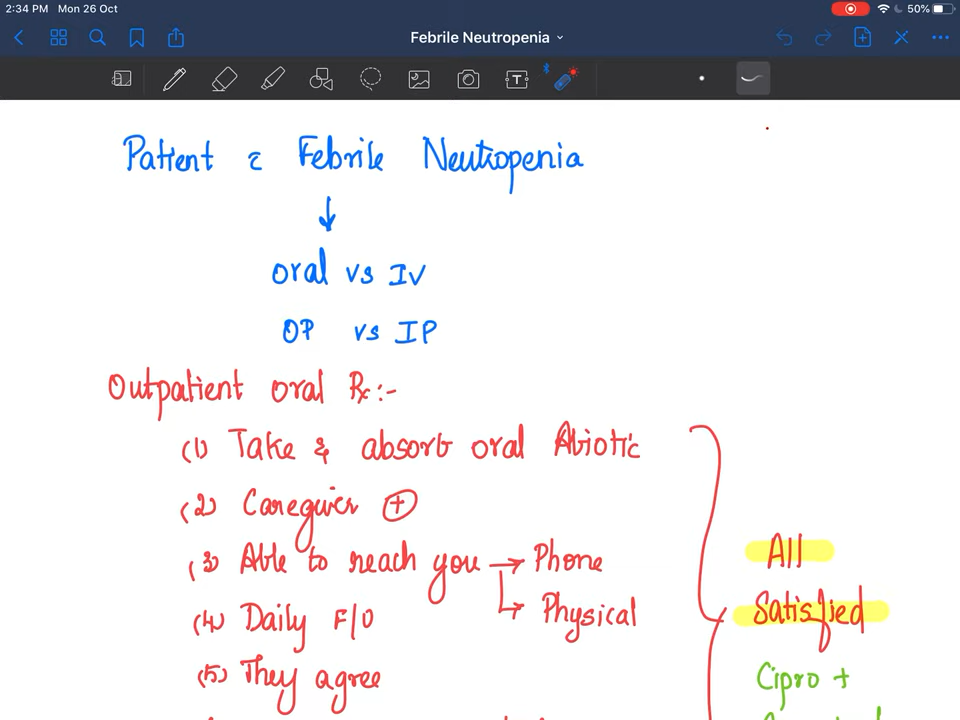 2:34 PM Mon 26 Oct
50%
Febrile Neutropenia
Patient c Febrile Neutropenia
oral vs IV
OP vs IP
Outpatient oral Rx:-
(1) Take & absorb oral Abiotic
(2) Caregiver +
(3) Able to reach you → Phone
Physical
(4) Daily F/O
(5) They agree
All
Satisfied
Cipro +